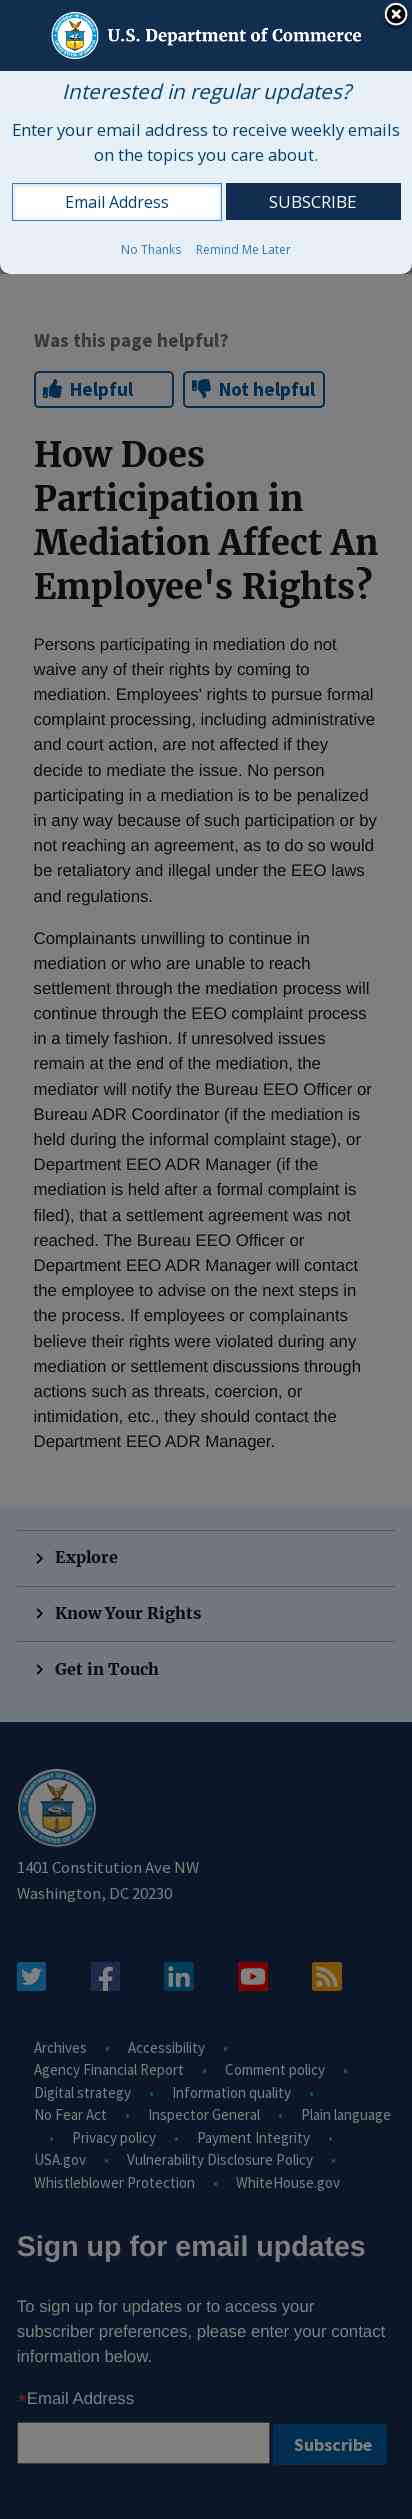 U.S. Department of Commerce
Interested in regular updates?
Enter your email address to receive weekly emails
on the topics you care about.
Email Address SUBSCRIBE
No Thanks Remind Me Later
Was this page helpful?
Helpful Not helpful
How Does
Participation in
Mediation Affect An
Employee's Rights?
Persons participating in mediation do not
waive any of their rights by coming to
mediation. Employees' rights to pursue formal
complaint processing, including administrative
and court action, are not affected if they
decide to mediate the issue. No person
participating in a mediation is to be penalized
in any way because of such participation or by
not reaching an agreement, as to do so would
be retaliatory and illegal under the EEO laws
and regulations.
Complainants unwilling to continue in
mediation or who are unable to reach
settlement through the mediation process will
continue through the EEO complaint process
in a timely fashion. If unresolved issues
remain at the end of the mediation, the
mediator will notify the Bureau EEO Officer or
Bureau ADR Coordinator (if the mediation is
held during the informal complaint stage), or
Department EEO ADR Manager (if the
mediation is held after a formal complaint is
filed), that a settlement agreement was not
reached. The Bureau EEO Officer or
Department EEO ADR Manager will contact
the employee to advise on the next steps in
the process. If employees or complainants
believe their rights were violated during any
mediation or settlement discussions through
actions such as threats, coercion, or
intimidation, etc., they should contact the
Department EEO ADR Manager.
Explore
Know Your Rights
Get in Touch
1401 Constitution Ave NW
Washington, DC 20230
Archives • Accessibility •
Agency Financial Report • Comment policy •
Digital strategy • Information quality •
No Fear Act • Inspector General • Plain language
• Privacy policy • Payment Integrity •
USA.gov • Vulnerability Disclosure Policy •
Whistleblower Protection • WhiteHouse.gov
Sign up for email updates
To sign up for updates or to access your
subscriber preferences, please enter your contact
information below.
*Email Address
Subscribe